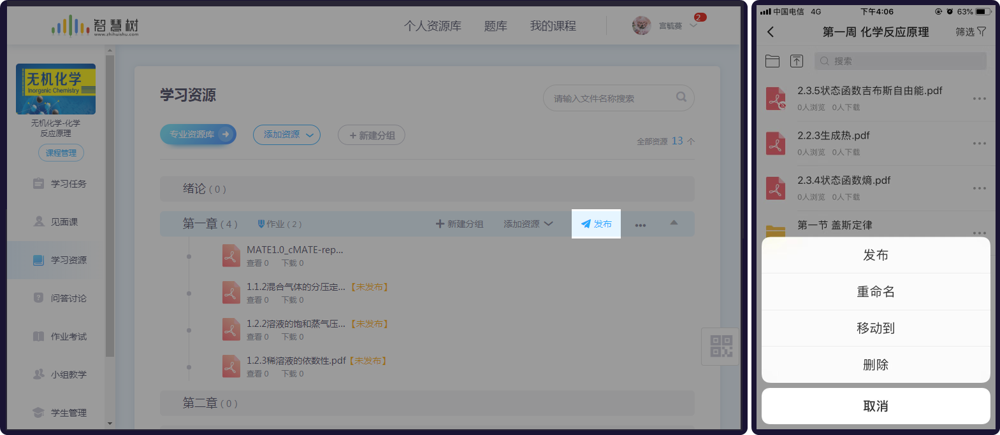 智慧树
www.zhihuishu.com
个人资源库
题库
我的课程
宫毓葵
2
无机化学
Inorganic Chemistry
无机化学-化学
反应原理
课程管理
学习任务
见面课
学习资源
问答讨论
作业考试
小组教学
学生管理
学习资源
请输入文件名称搜索
专业资源库
添加资源
新建分组
全部资源 13 个
绪论 ( 0 )
第一章 ( 4 )
作业 ( 2 )
新建分组
添加资源
发布
MATE1.0_cMATE-rep...
查看 0 下载 0
1.1.2混合气体的分压定... 【未发布】
查看 0 下载 0
1.2.2溶液的饱和蒸气压... 【未发布】
查看 0 下载 0
1.2.3稀溶液的依数性.pdf【未发布】
查看 0 下载 0
第二章 ( 0 )
中国电信 4G 下午4:06 63%
第一周 化学反应原理
筛选
搜索
2.3.5状态函数吉布斯自由能.pdf
0人浏览 0人下载
2.2.3生成热.pdf
0人浏览 0人下载
2.3.4状态函数熵.pdf
0人浏览 0人下载
第一节 盖斯定律
发布
重命名
移动到
删除
取消